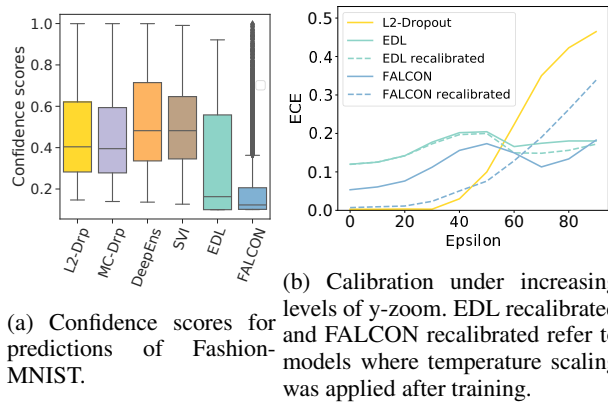 1.0
0.8
0.6
0.4
0.2
Confidence scores
L2-Drp
MC-Drp
DeepEns
SVI
EDL
FALCON
(a) Confidence scores for
predictions of Fashion-
MNIST.
0.5
0.4
0.3
0.2
0.1
0.0
ECE
L2-Dropout
EDL
EDL recalibrated
FALCON
FALCON recalibrated
0 20 40 60 80
Epsilon
(b) Calibration under increasing
levels of y-zoom. EDL recalibrated
and FALCON recalibrated refer to
models where temperature scaling
was applied after training.